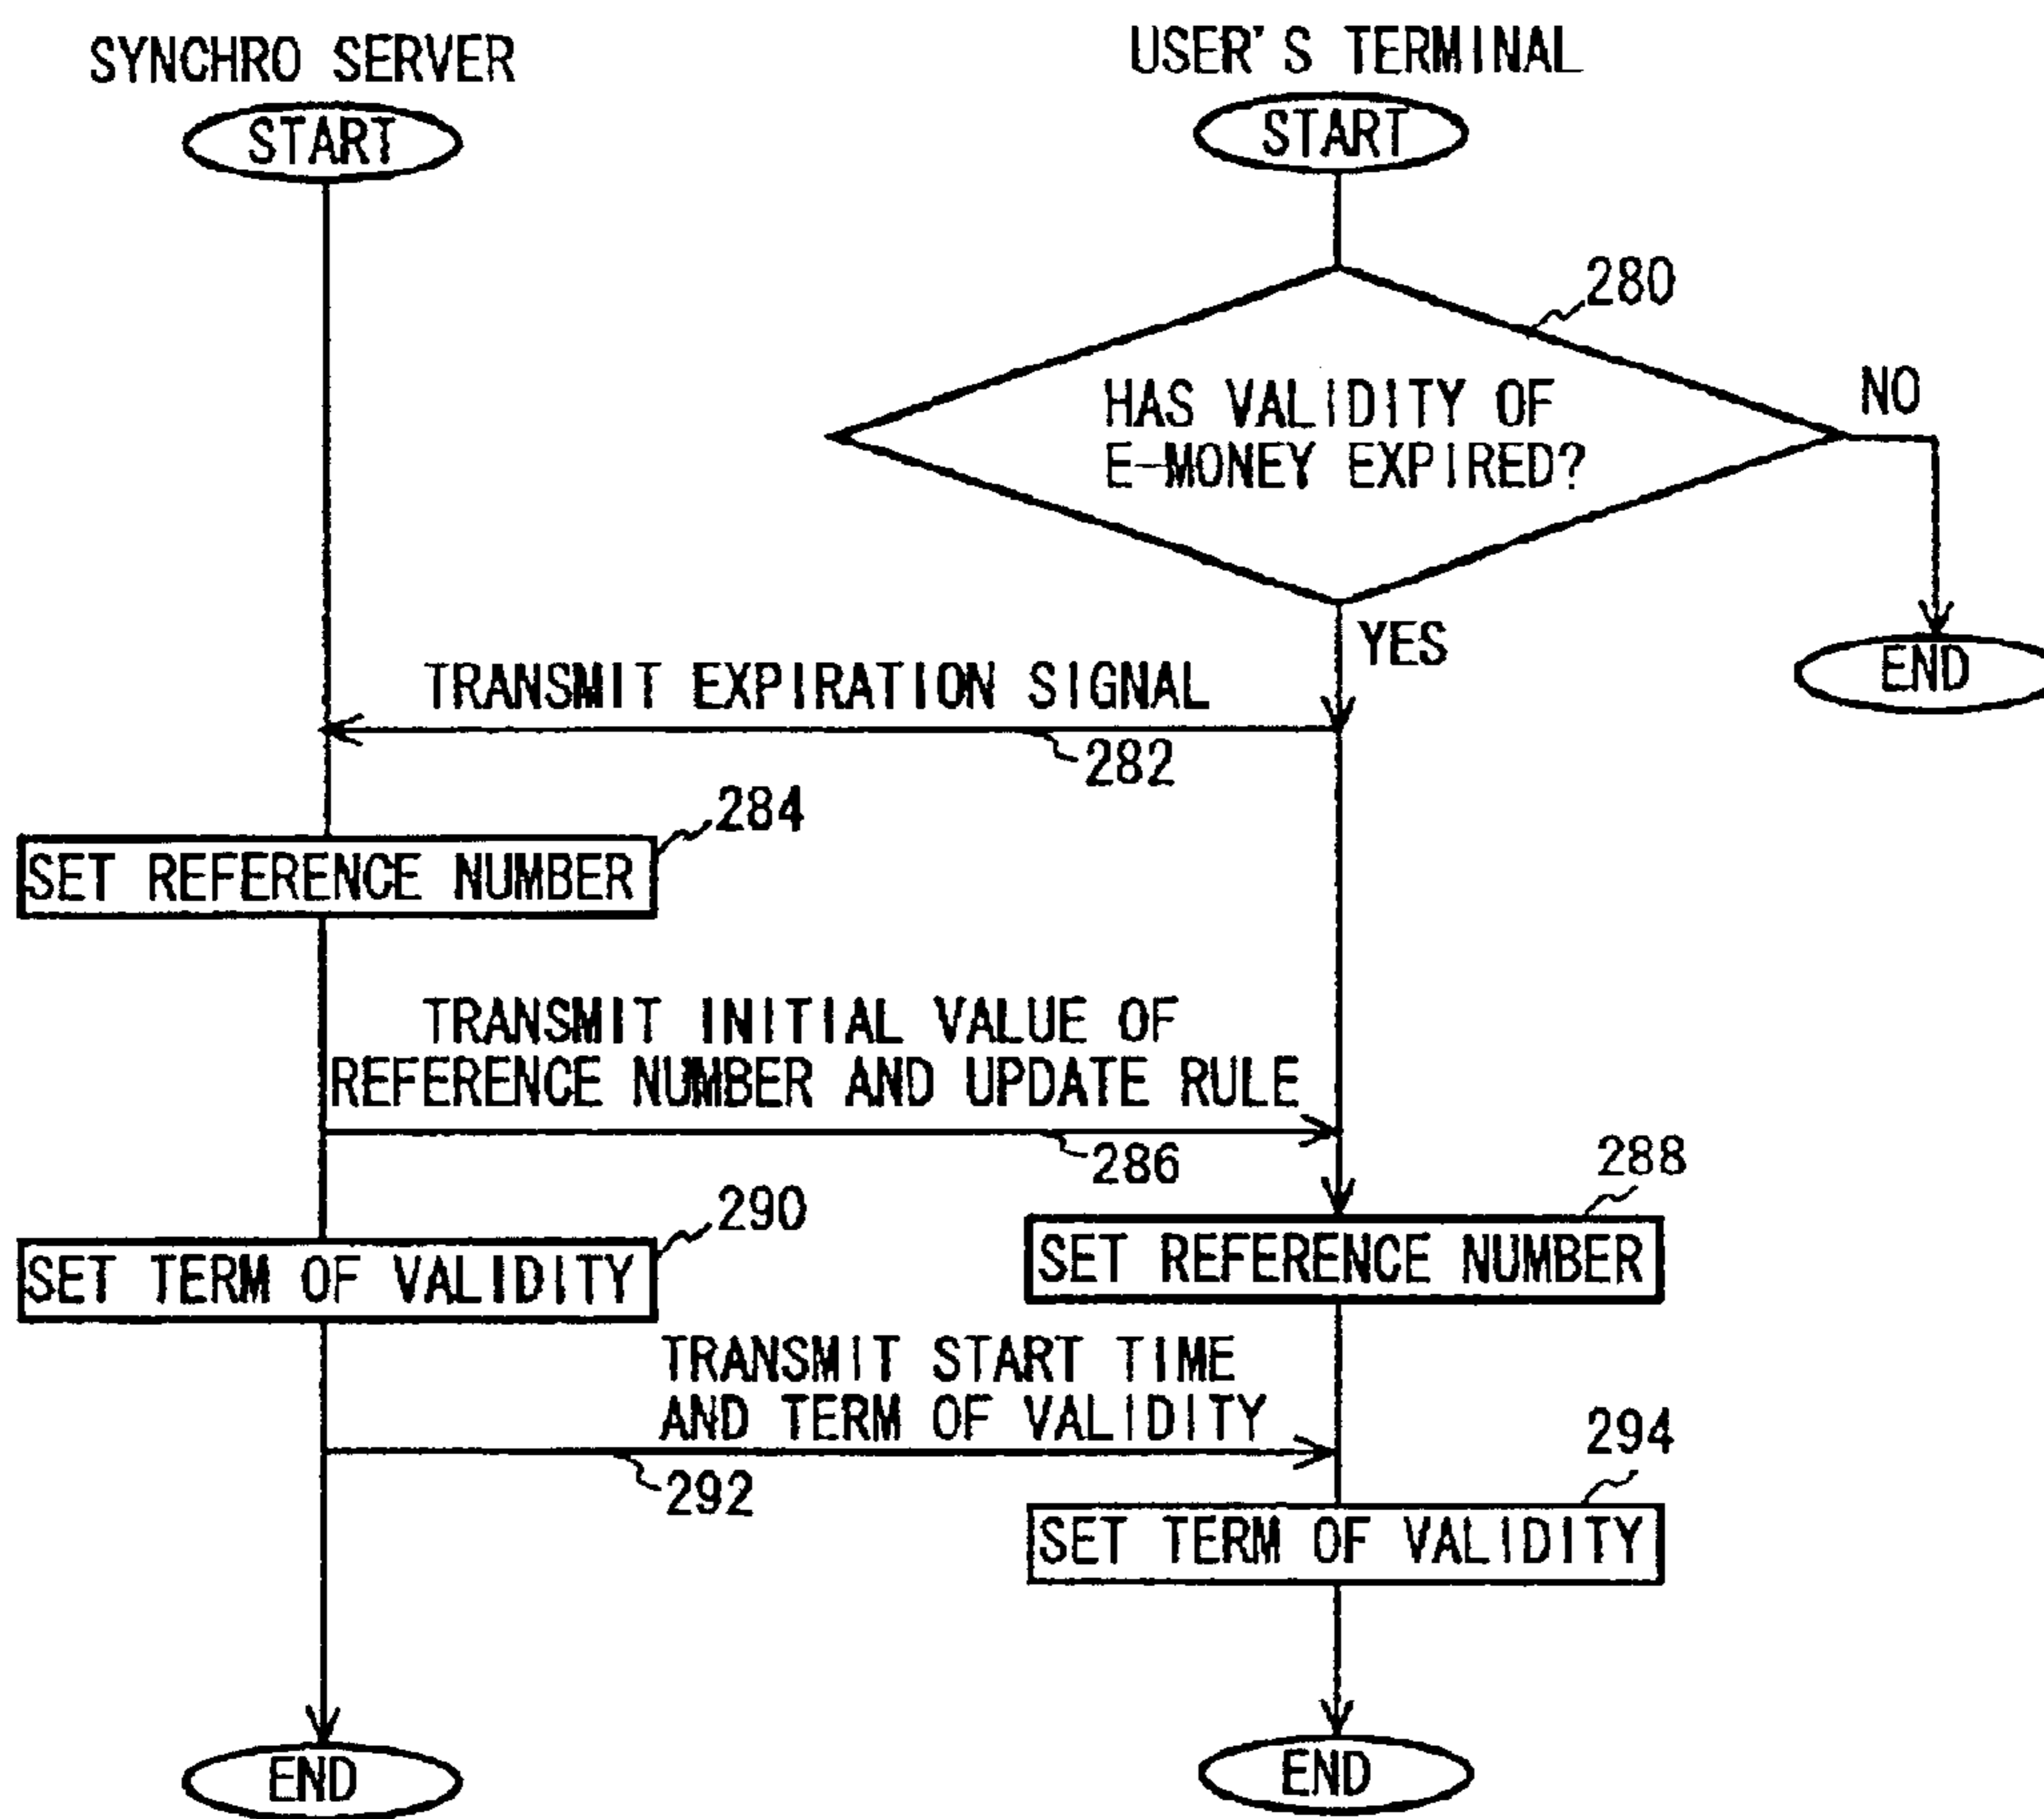 SYNCHRO SERVER
USER'S TERMINAL
START
START
280
HAS VALIDITY OF
E-MONEY EXPIRED?
NO
YES
END
TRANSMIT EXPIRATION SIGNAL
282
284
SET REFERENCE NUMBER
TRANSMIT INITIAL VALUE OF
REFERENCE NUMBER AND UPDATE RULE
286
288
290
SET REFERENCE NUMBER
SET TERM OF VALIDITY
TRANSMIT START TIME
AND TERM OF VALIDITY
292
294
SET TERM OF VALIDITY
END
END